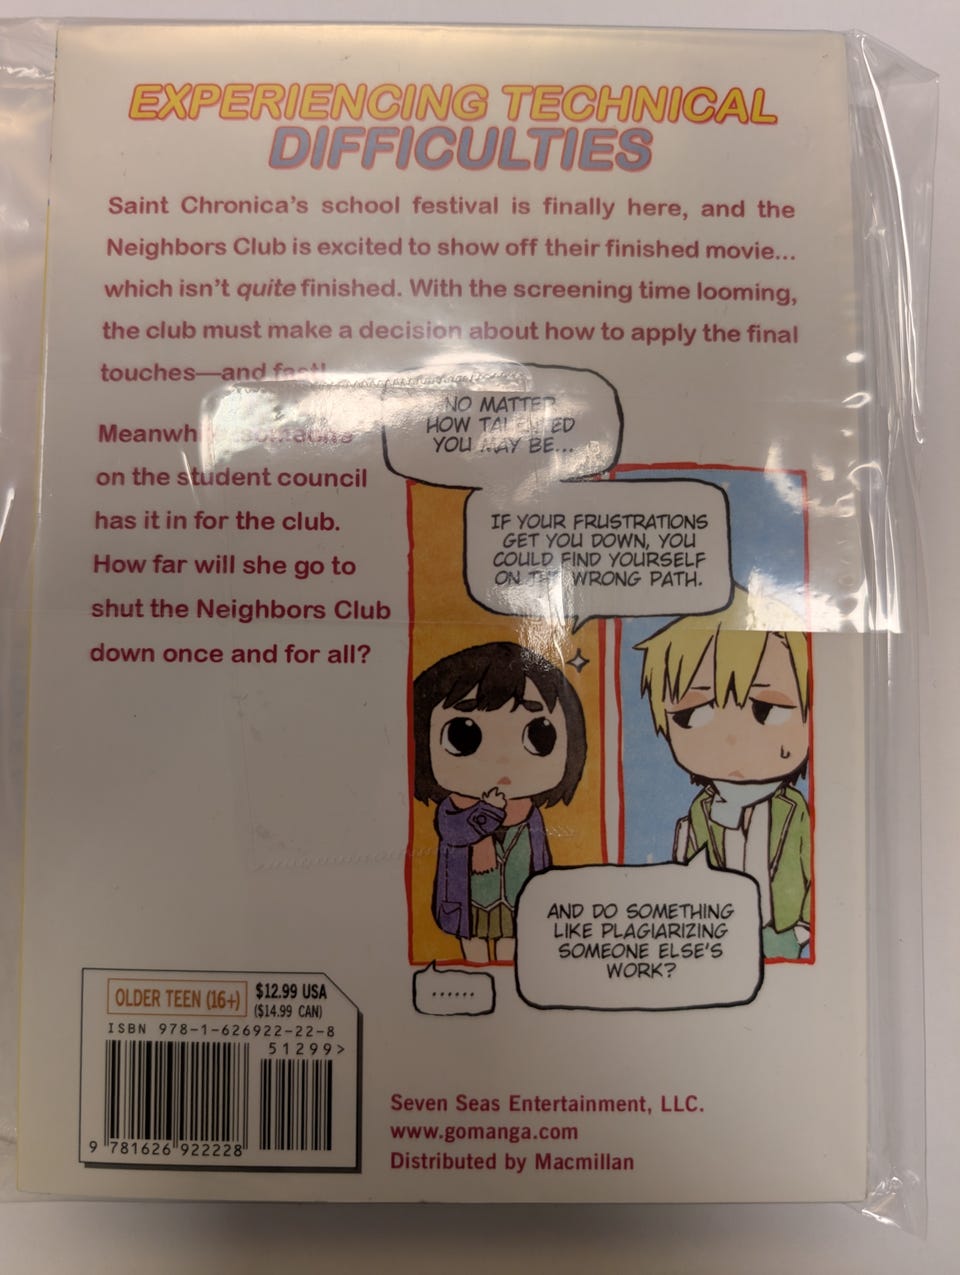 EXPERIENCING TECHNICAL
DIFFICULTIES
Saint Chronica's school festival is finally here, and the
Neighbors Club is excited to show off their finished movie...
which isn't quite finished. With the screening time looming,
the club must make a decision about how to apply the final
touches—and fast!
Meanwhile, someone
on the student council
has it in for the club.
How far will she go to
shut the Neighbors Club
down once and for all?
NO MATTER
HOW TALENTED
YOU MAY BE...
IF YOUR FRUSTRATIONS
GET YOU DOWN, YOU
COULD FIND YOURSELF
ON THE WRONG PATH.
AND DO SOMETHING
LIKE PLAGIARIZING
SOMEONE ELSE'S
WORK?
......
OLDER TEEN (16+)
$12.99 USA
($14.99 CAN)
ISBN 978-1-626922-22-8
51299>
9 781626 922228
Seven Seas Entertainment, LLC.
www.gomanga.com
Distributed by Macmillan